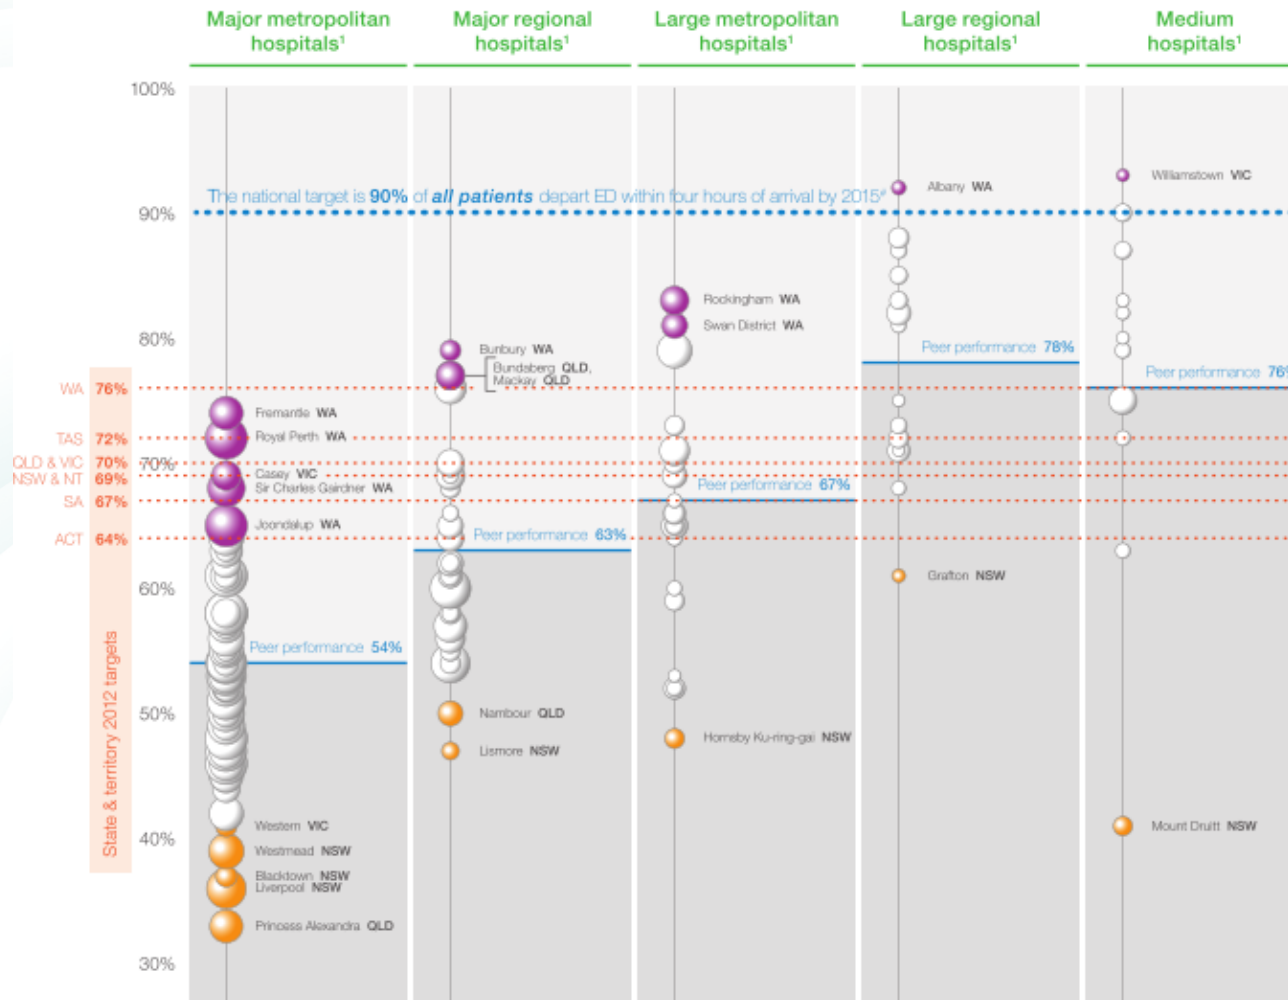 Major metropolitan
hospitals¹
Major regional
hospitals¹
Large metropolitan
hospitals¹
Large regional
hospitals¹
Medium
hospitals¹
100%
90%
80%
70%
60%
50%
40%
30%
The national target is 90% of all patients depart ED within four hours of arrival by 2015#
WA 76%
TAS 72%
QLD & VIC 70%
NSW & NT 69%
SA 67%
ACT 64%
State & territory 2012 targets
Fremantle WA
Royal Perth WA
Casey VIC
Sir Charles Gairdner WA
Joondalup WA
Peer performance 54%
Western VIC
Westmead NSW
Blacktown NSW
Liverpool NSW
Princess Alexandra QLD
Bunbury WA
Bundaberg QLD,
Mackay QLD
Peer performance 63%
Nambour QLD
Lismore NSW
Rockingham WA
Swan District WA
Peer performance 67%
Hornsby Ku-ring-gai NSW
Albany WA
Peer performance 78%
Grafton NSW
Williamstown VIC
Peer performance 76%
Mount Druitt NSW